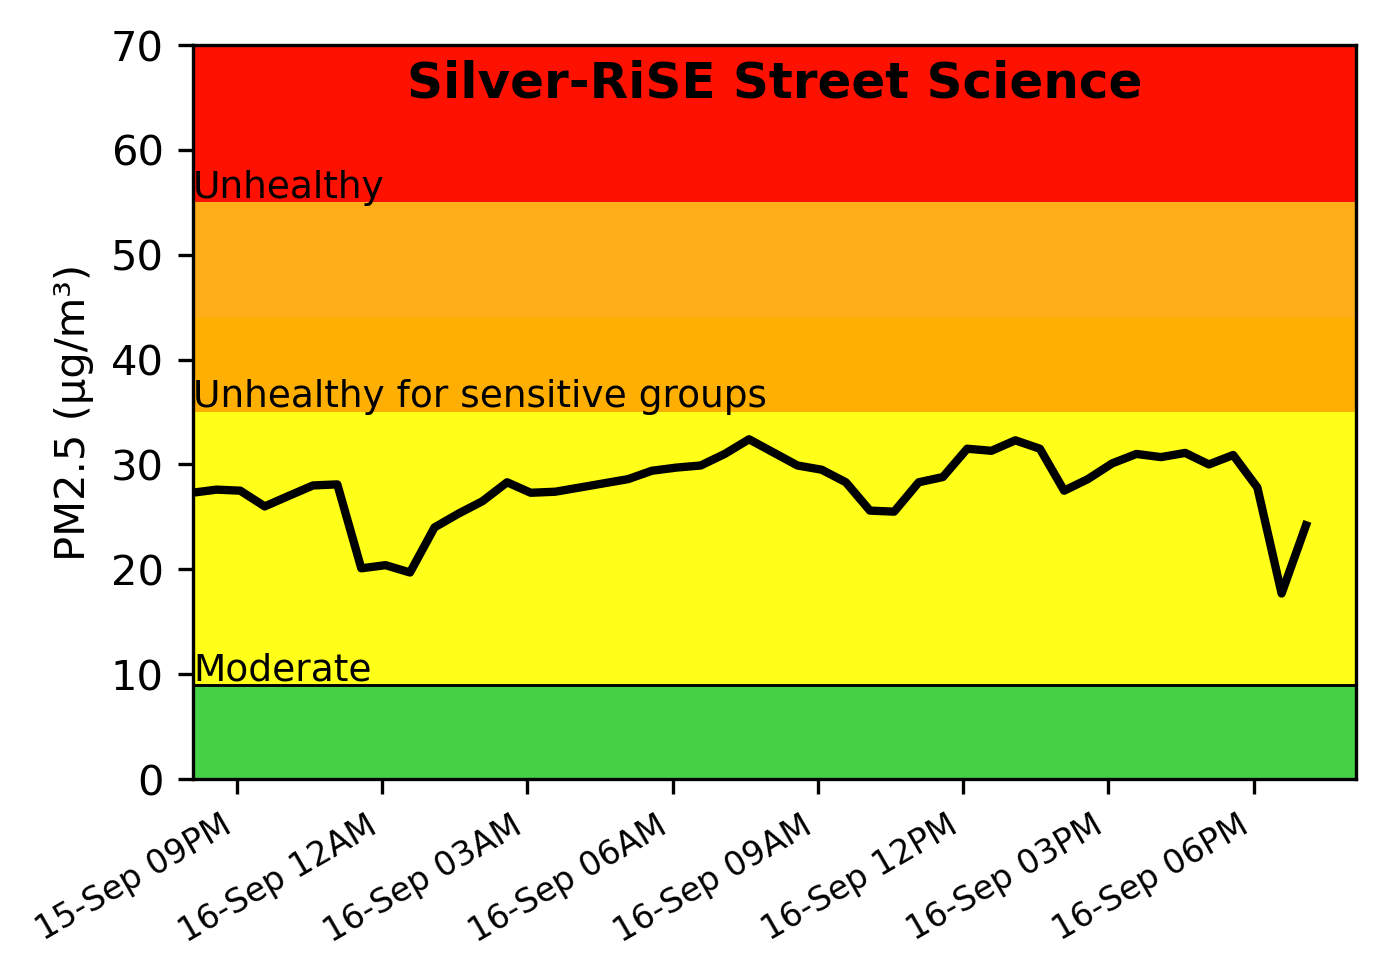 Silver-RiSE Street Science
70
60
Unhealthy
50
40
Unhealthy for sensitive groups
30
20
10
Moderate
0
PM2.5 (µg/m³)
15-Sep 09PM
16-Sep 12AM
16-Sep 03AM
16-Sep 06AM
16-Sep 09AM
16-Sep 12PM
16-Sep 03PM
16-Sep 06PM